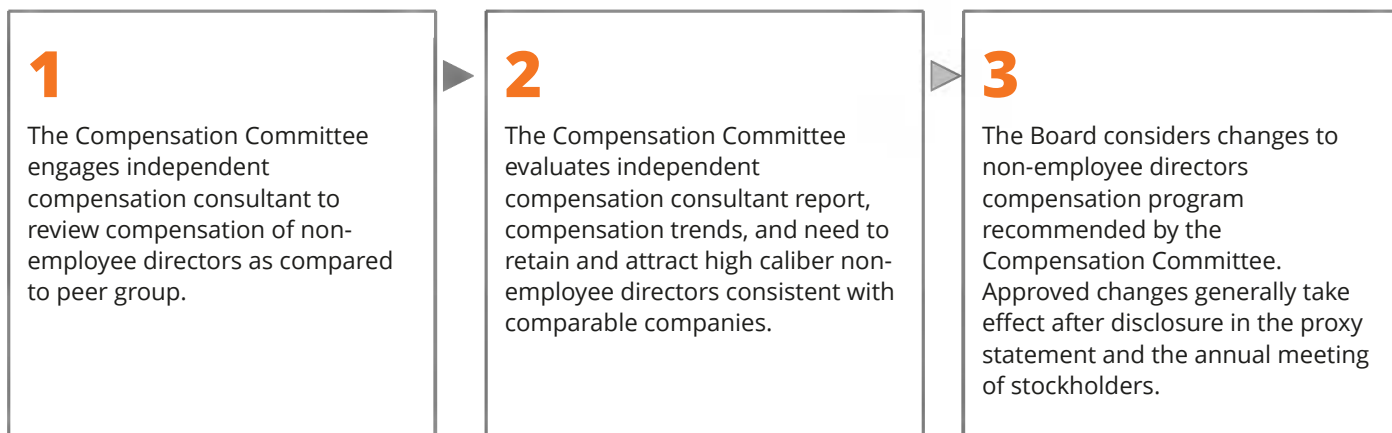 1
The Compensation Committee
engages independent
compensation consultant to
review compensation of non-
employee directors as compared
to peer group.
2
The Compensation Committee
evaluates independent
compensation consultant report,
compensation trends, and need to
retain and attract high caliber non-
employee directors consistent with
comparable companies.
3
The Board considers changes to
non-employee directors
compensation program
recommended by the
Compensation Committee.
Approved changes generally take
effect after disclosure in the proxy
statement and the annual meeting
of stockholders.